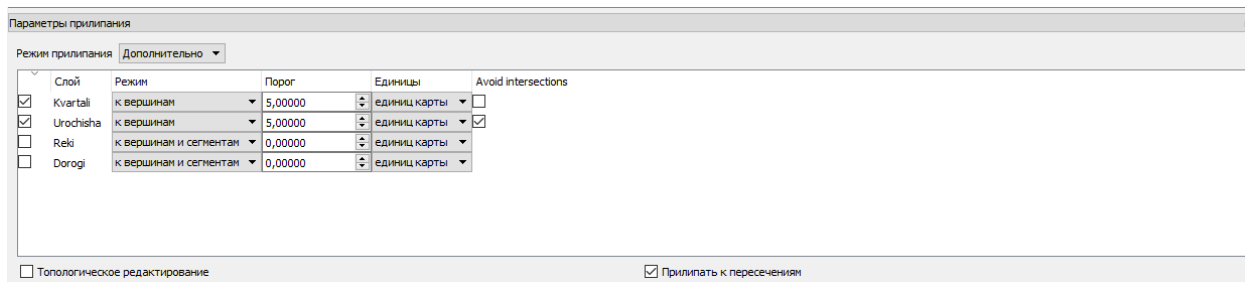 Параметры прилипания
Режим прилипания Дополнительно
Слой Режим Порог Единицы Avoid intersections
Kvartali к вершинам 5,00000 единиц карты
Urochisha к вершинам 5,00000 единиц карты
Reki к вершинам и сегментам 0,00000 единиц карты
Dorogi к вершинам и сегментам 0,00000 единиц карты
Топологическое редактирование Прилипать к пересечениям